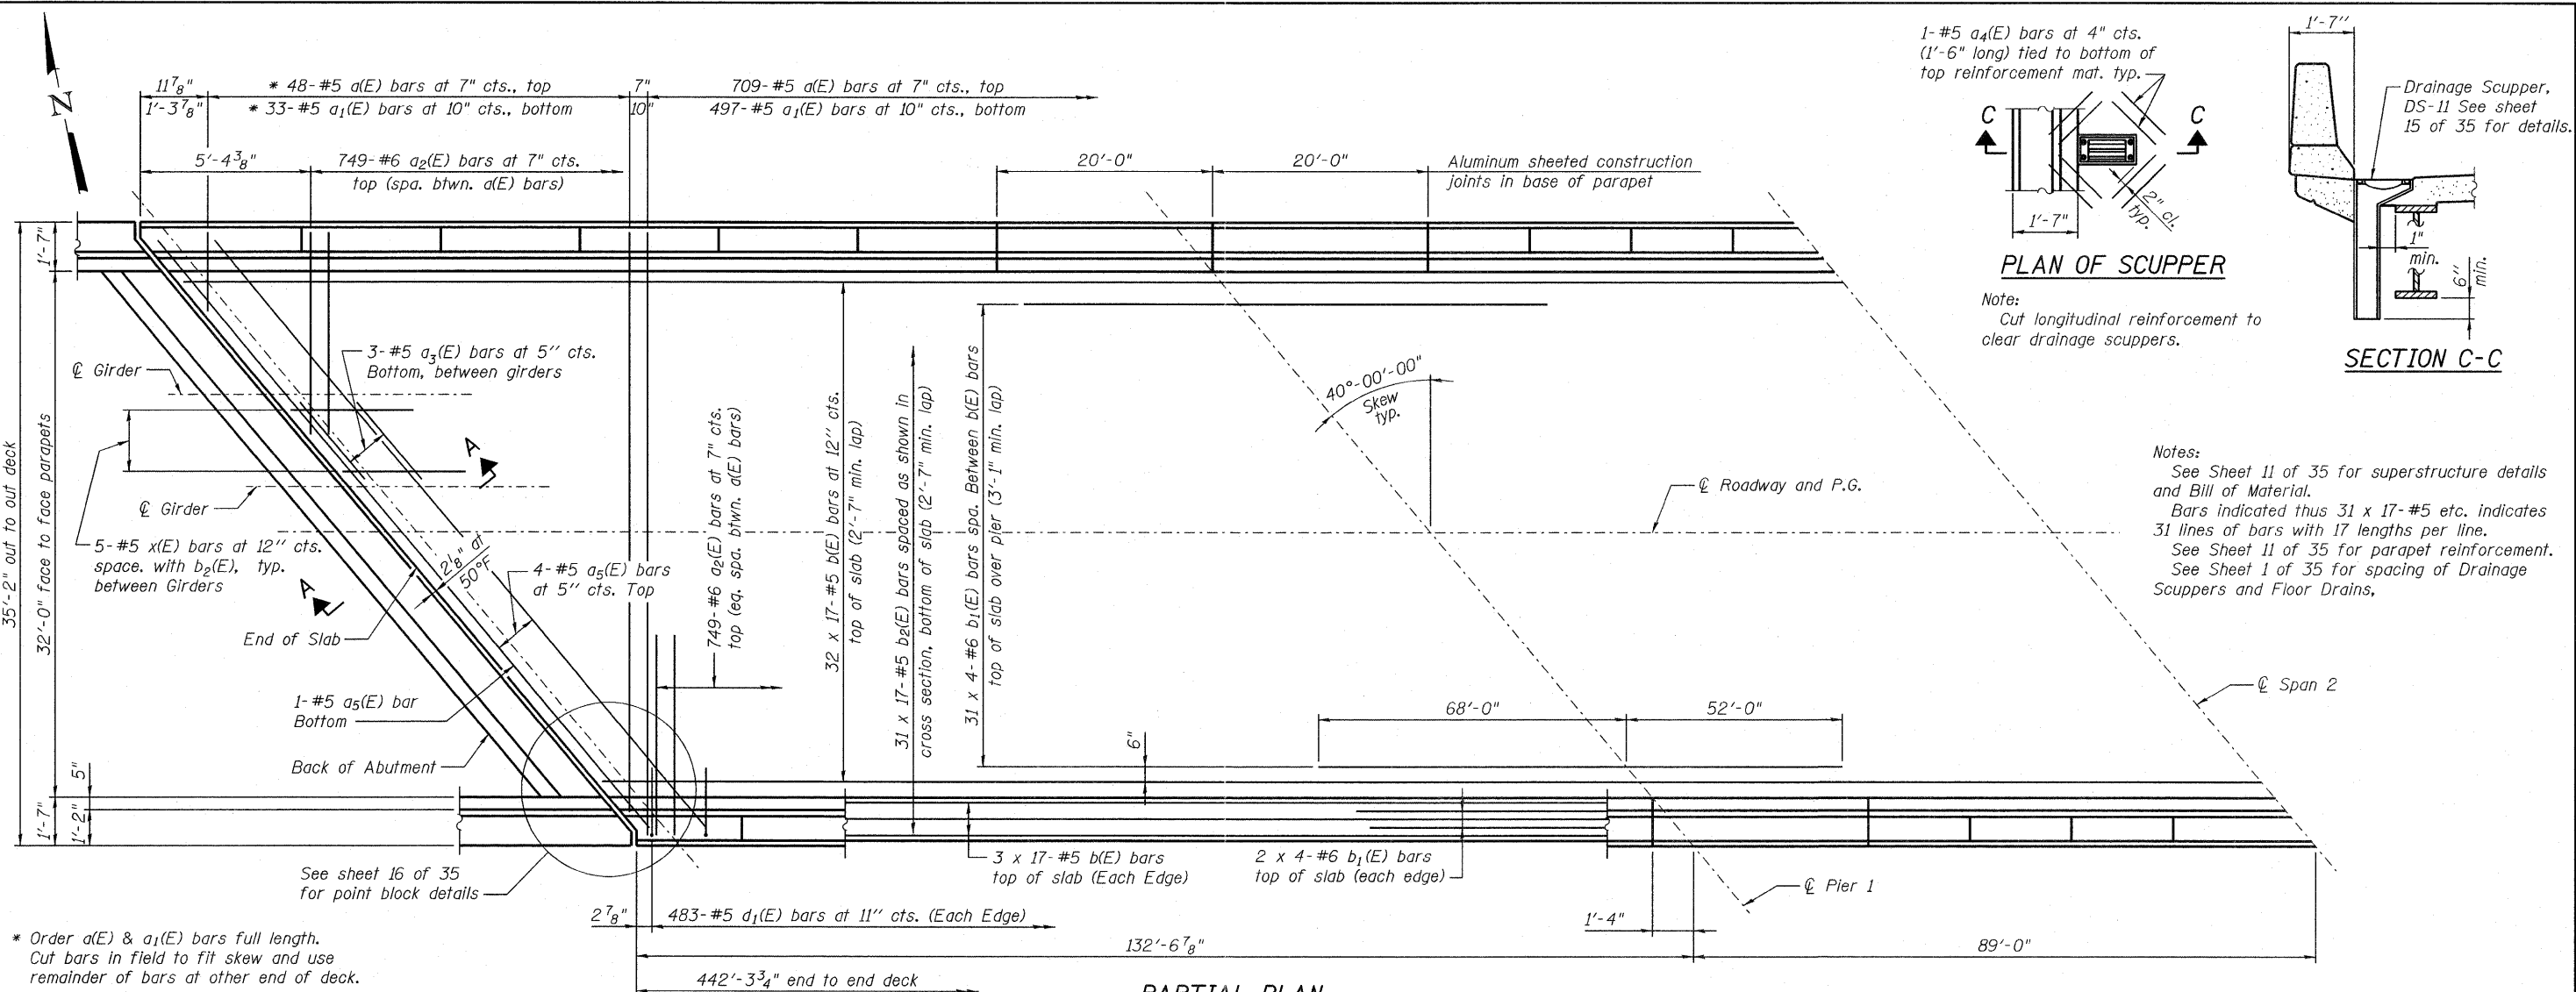 N
11 7/8"
* 48-#5 a(E) bars at 7" cts., top
7"
709-#5 a(E) bars at 7" cts., top
1'-3 7/8"
* 33-#5 a1(E) bars at 10" cts., bottom
10"
497-#5 a1(E) bars at 10" cts., bottom
5'-4 3/8"
749-#6 a2(E) bars at 7" cts.
top (spa. btwn. a(E) bars)
20'-0"
20'-0"
Aluminum sheeted construction
joints in base of parapet
1-#5 a4(E) bars at 4" cts.
(1'-6" long) tied to bottom of
top reinforcement mat. typ.
C
C
2" cl.
typ.
1'-7"
PLAN OF SCUPPER
Note:
Cut longitudinal reinforcement to
clear drainage scuppers.
1'-7"
Drainage Scupper,
DS-11 See sheet
15 of 35 for details.
1"
min.
6"
min.
SECTION C-C
35'-2" out to out deck
1'-7"
32'-0" face to face parapets
℄ Girder
3-#5 a3(E) bars at 5" cts.
Bottom, between girders
A
℄ Girder
5-#5 x(E) bars at 12" cts.
space. with b2(E), typ.
between Girders
A
2 1/8" at
50°F
4-#5 a5(E) bars
at 5" cts. Top
End of Slab
1-#5 a5(E) bar
Bottom
Back of Abutment
749-#6 a2(E) bars at 7" cts.
top (eq. spa. btwn. a(E) bars)
32 x 17-#5 b(E) bars at 12" cts.
top of slab (2'-7" min. lap)
31 x 17-#5 b2(E) bars spaced as shown in
cross section, bottom of slab (2'-7" min. lap)
31 x 4-#6 b1(E) bars spa. Between b(E) bars
top of slab over pier (3'-1" min. lap)
40°-00'-00"
Skew
typ.
℄ Roadway and P.G.
Notes:
See Sheet 11 of 35 for superstructure details
and Bill of Material.
Bars indicated thus 31 x 17-#5 etc. indicates
31 lines of bars with 17 lengths per line.
See Sheet 11 of 35 for parapet reinforcement.
See Sheet 1 of 35 for spacing of Drainage
Scuppers and Floor Drains,
℄ Span 2
68'-0"
52'-0"
6"
5"
1'-7"
1'-2"
See sheet 16 of 35
for point block details
3 x 17-#5 b(E) bars
top of slab (Each Edge)
2 x 4-#6 b1(E) bars
top of slab (each edge)
℄ Pier 1
2 7/8"
483-#5 d1(E) bars at 11" cts. (Each Edge)
1'-4"
132'-6 7/8"
89'-0"
442'-3 3/4" end to end deck
* Order a(E) & a1(E) bars full length.
Cut bars in field to fit skew and use
remainder of bars at other end of deck.
PARTIAL PLAN